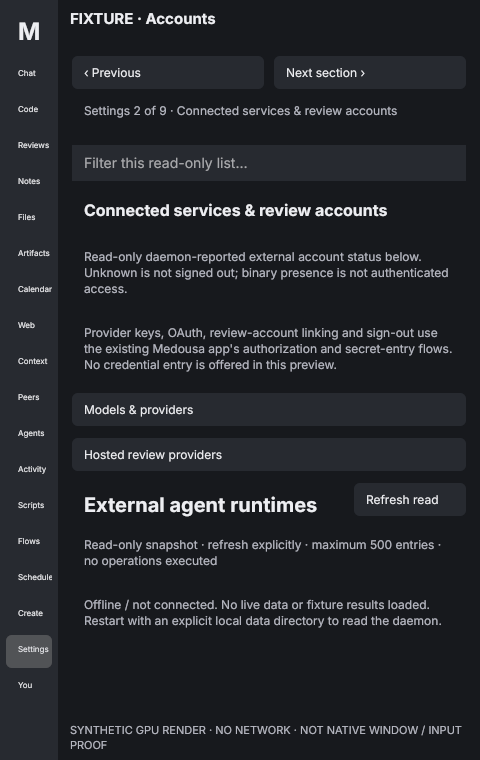 M
Chat
Code
Reviews
Notes
Files
Artifacts
Calendar
Web
Context
Peers
Agents
Activity
Scripts
Flows
Schedule
Create
Settings
You
FIXTURE · Accounts
‹ Previous
Next section ›
Settings 2 of 9 · Connected services & review accounts
Filter this read-only list...
Connected services & review accounts
Read-only daemon-reported external account status below.
Unknown is not signed out; binary presence is not authenticated
access.
Provider keys, OAuth, review-account linking and sign-out use
the existing Medousa app's authorization and secret-entry flows.
No credential entry is offered in this preview.
Models & providers
Hosted review providers
External agent runtimes
Refresh read
Read-only snapshot · refresh explicitly · maximum 500 entries ·
no operations executed
Offline / not connected. No live data or fixture results loaded.
Restart with an explicit local data directory to read the daemon.
SYNTHETIC GPU RENDER · NO NETWORK · NOT NATIVE WINDOW / INPUT
PROOF